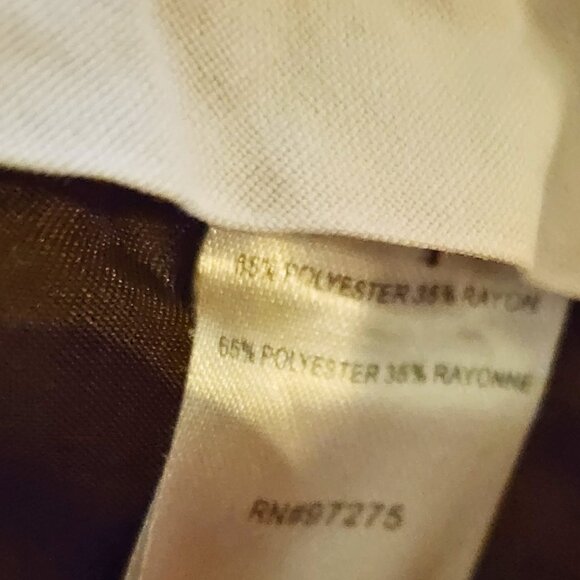 65% POLYESTER 35% RAYON
65% POLYESTER 35% RAYONNE
RN#97275